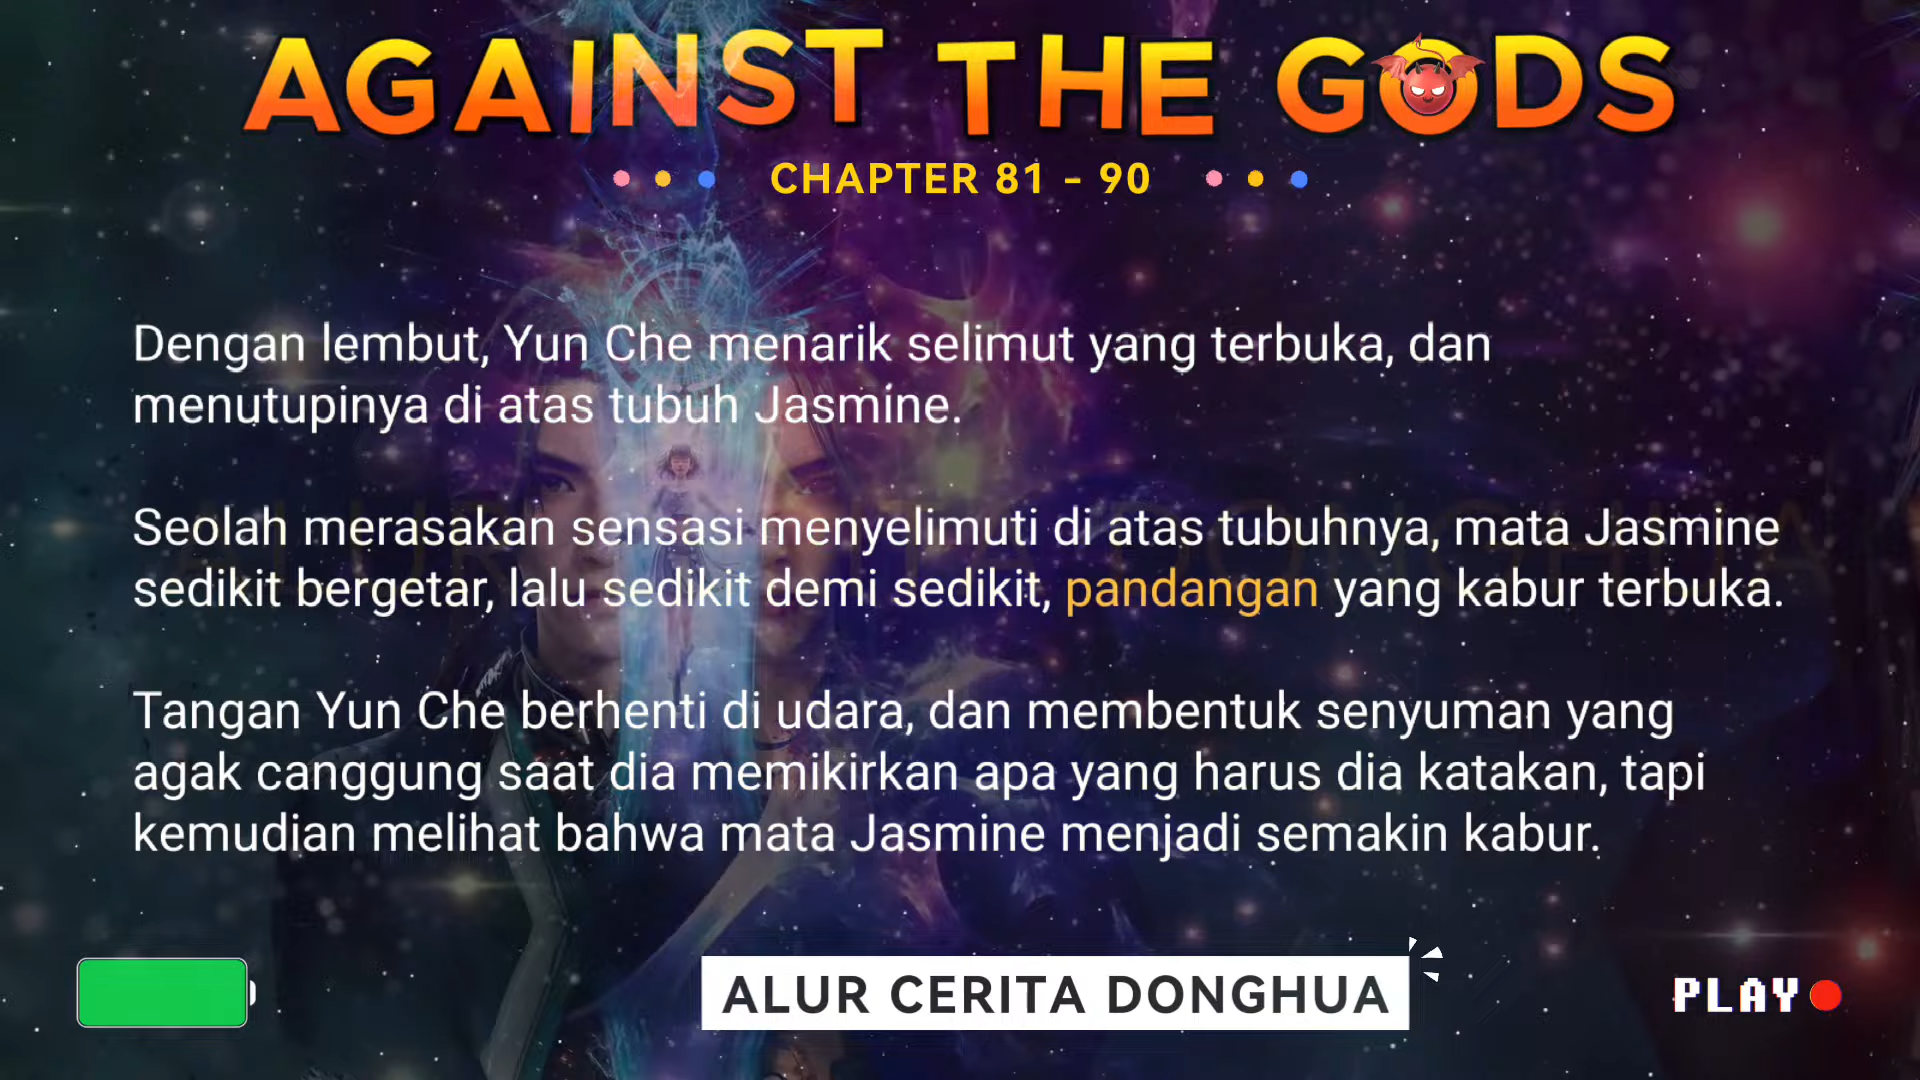 AGAINST THE GODS
CHAPTER 81 - 90
Dengan lembut, Yun Che menarik selimut yang terbuka, dan
menutupinya di atas tubuh Jasmine.
Seolah merasakan sensasi menyelimuti di atas tubuhnya, mata Jasmine
sedikit bergetar, lalu sedikit demi sedikit, pandangan yang kabur terbuka.
Tangan Yun Che berhenti di udara, dan membentuk senyuman yang
agak canggung saat dia memikirkan apa yang harus dia katakan, tapi
kemudian melihat bahwa mata Jasmine menjadi semakin kabur.
ALUR CERITA DONGHUA
PLAY